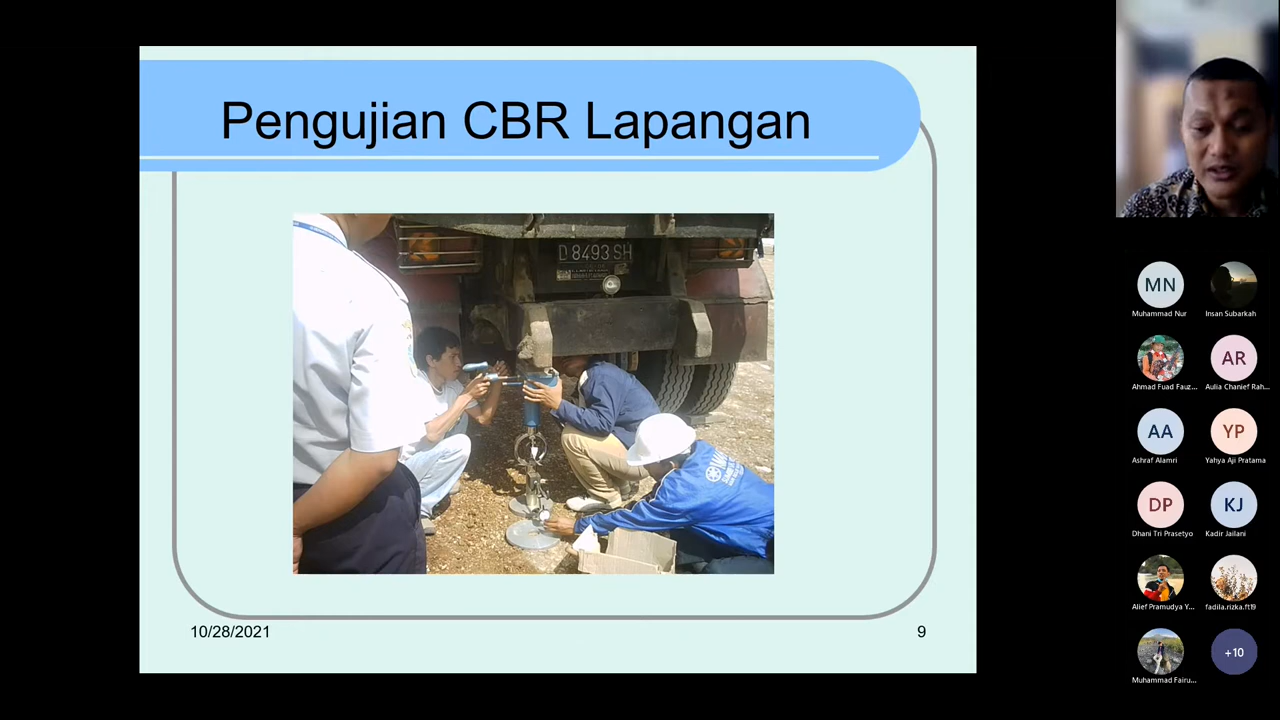 Pengujian CBR Lapangan
D 8493 SH
10/28/2021
9
MN
Muhammad Nur
Insan Subarkah
Ahmad Fuad Fauz...
AR
Aulia Chanief Rah...
AA
Ashraf Alamri
YP
Yahya Aji Pratama
DP
Dhani Tri Prasetyo
KJ
Kadir Jailani
Alief Pramudya Y...
fadila.rizka.ft19
Muhammad Fairu...
+10